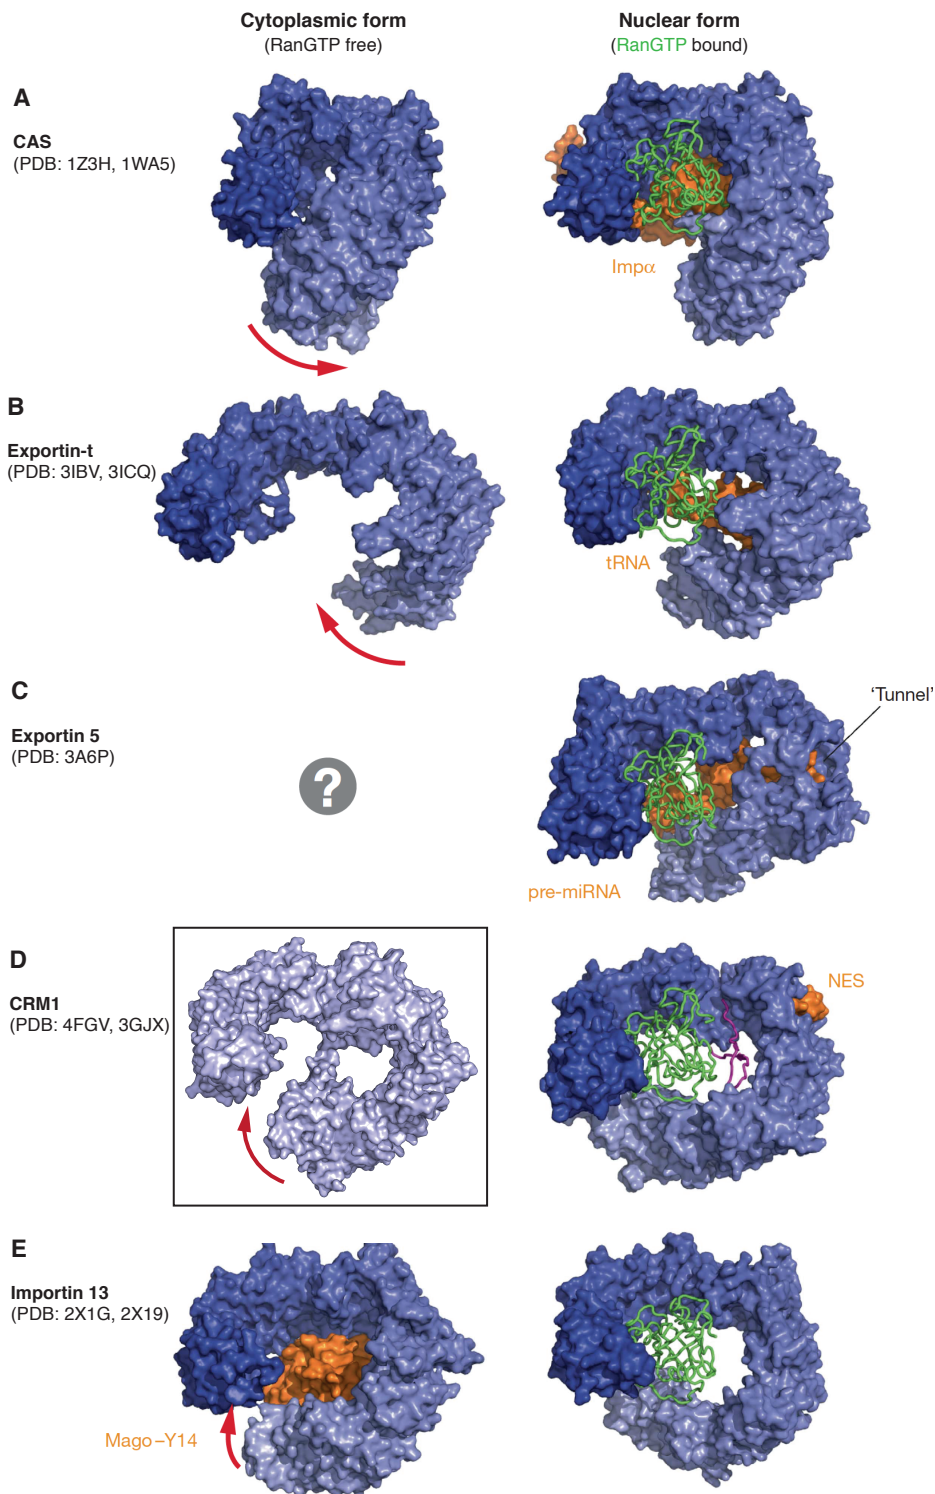 Cytoplasmic form
(RanGTP free)
Nuclear form
(RanGTP bound)
A
CAS
(PDB: 1Z3H, 1WA5)
Impα
B
Exportin-t
(PDB: 3IBV, 3ICQ)
tRNA
C
Exportin 5
(PDB: 3A6P)
?
'Tunnel'
pre-miRNA
D
CRM1
(PDB: 4FGV, 3GJX)
NES
E
Importin 13
(PDB: 2X1G, 2X19)
Mago–Y14